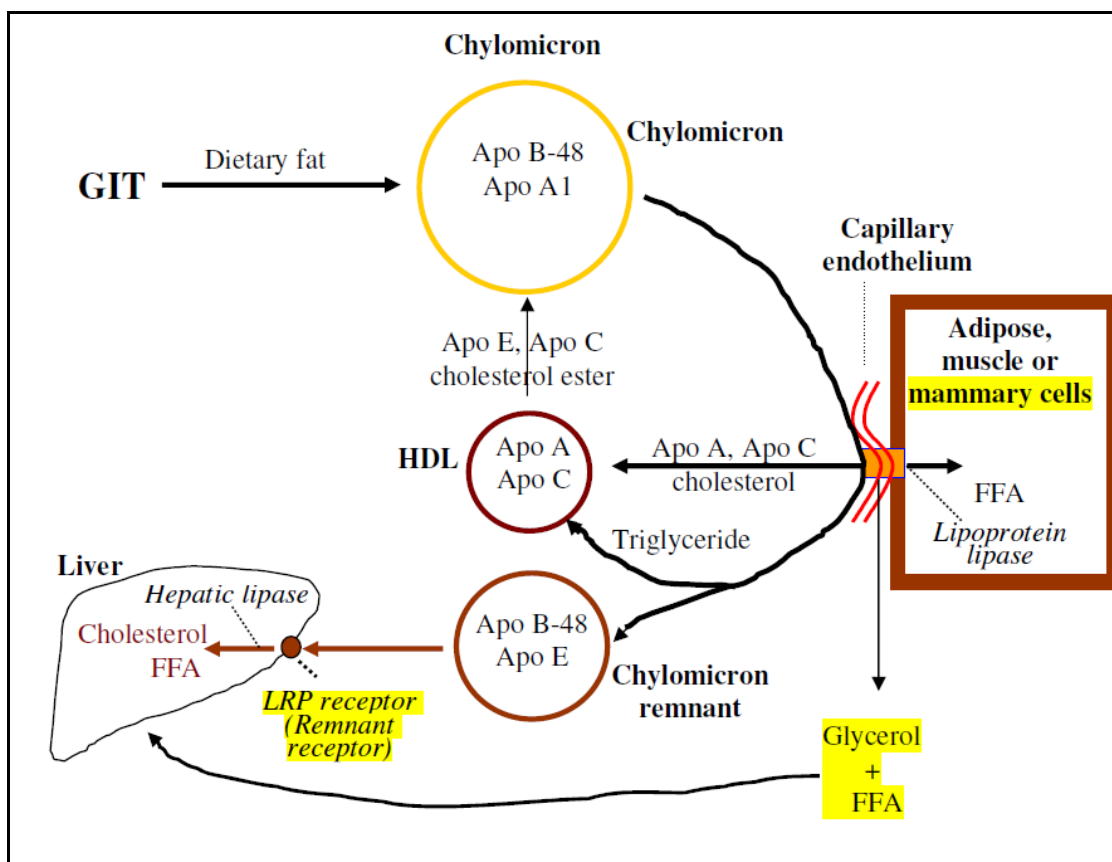 Chylomicron
Chylomicron
Apo B-48
Apo A1
Dietary fat
GIT
Capillary
endothelium
Adipose,
muscle or
mammary cells
Apo E, Apo C
cholesterol ester
HDL
Apo A
Apo C
Apo A, Apo C
cholesterol
FFA
Lipoprotein
lipase
Triglyceride
Liver
Hepatic lipase
Cholesterol
FFA
Apo B-48
Apo E
Chylomicron
remnant
LRP receptor
(Remnant
receptor)
Glycerol
+
FFA